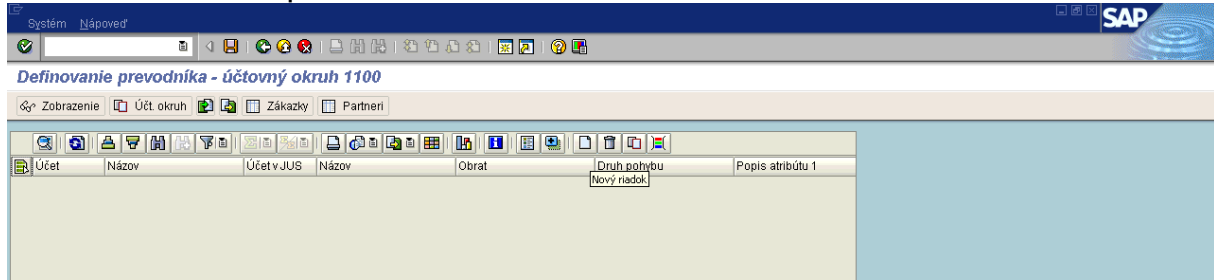 Systém Nápoveď
SAP
Definovanie prevodníka - účtovný okruh 1100
Zobrazenie Účt. okruh Zákazky Partneri
Účet Názov Účet v JUS Názov Obrat Druh pohybu Popis atribútu 1
Nový riadok